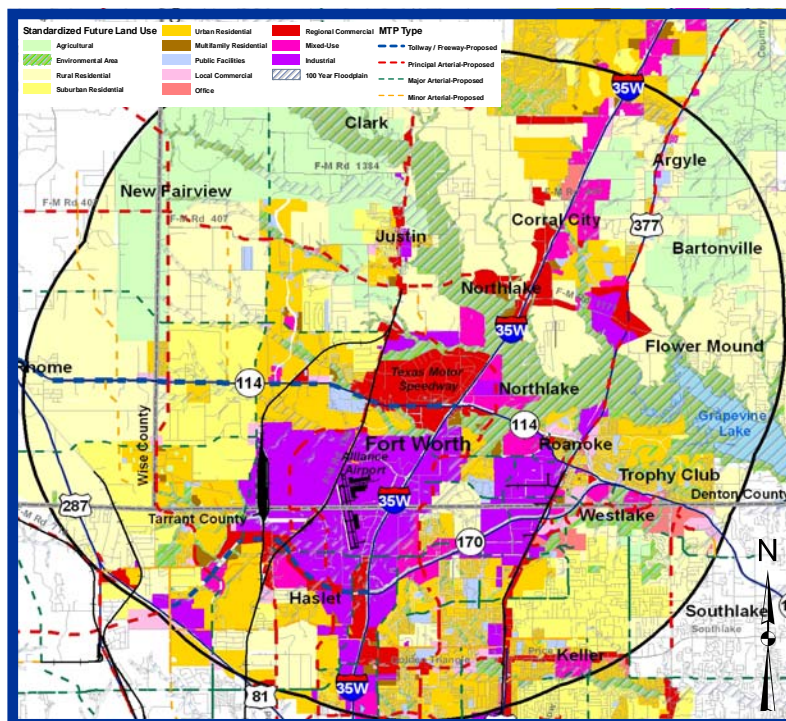 Standardized Future Land Use
Agricultural
Environmental Area
Rural Residential
Suburban Residential
Urban Residential
Multifamily Residential
Public Facilities
Local Commercial
Office
Regional Commercial
Mixed-Use
Industrial
100 Year Floodplain
MTP Type
Tollway / Freeway-Proposed
Principal Arterial-Proposed
Major Arterial-Proposed
Minor Arterial-Proposed
35W
Clark
F-M Rd 1384
Argyle
New Fairview
F-M Rd 407
Corral City
377
Justin
Bartonville
Northlake
35W
Flower Mound
Rhome
Texas Motor
Speedway
114
Northlake
Grapevine
Lake
114
Fort Worth
Roanoke
Alliance
Airport
Wise County
Trophy Club
35W
Denton County
287
Tarrant County
Westlake
170
N
Haslet
Southlake
Southlake
Keller
35W
81